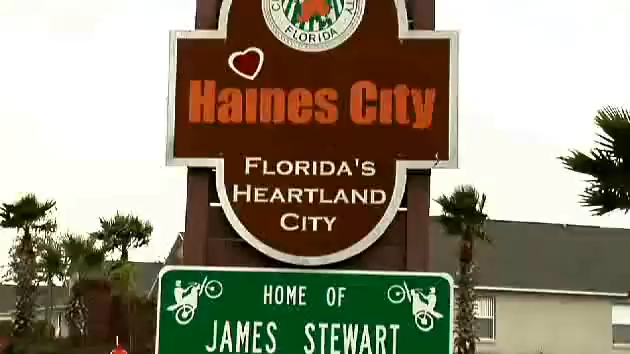 FLORIDA
Haines City
FLORIDA'S
HEARTLAND
CITY
HOME OF
JAMES STEWART